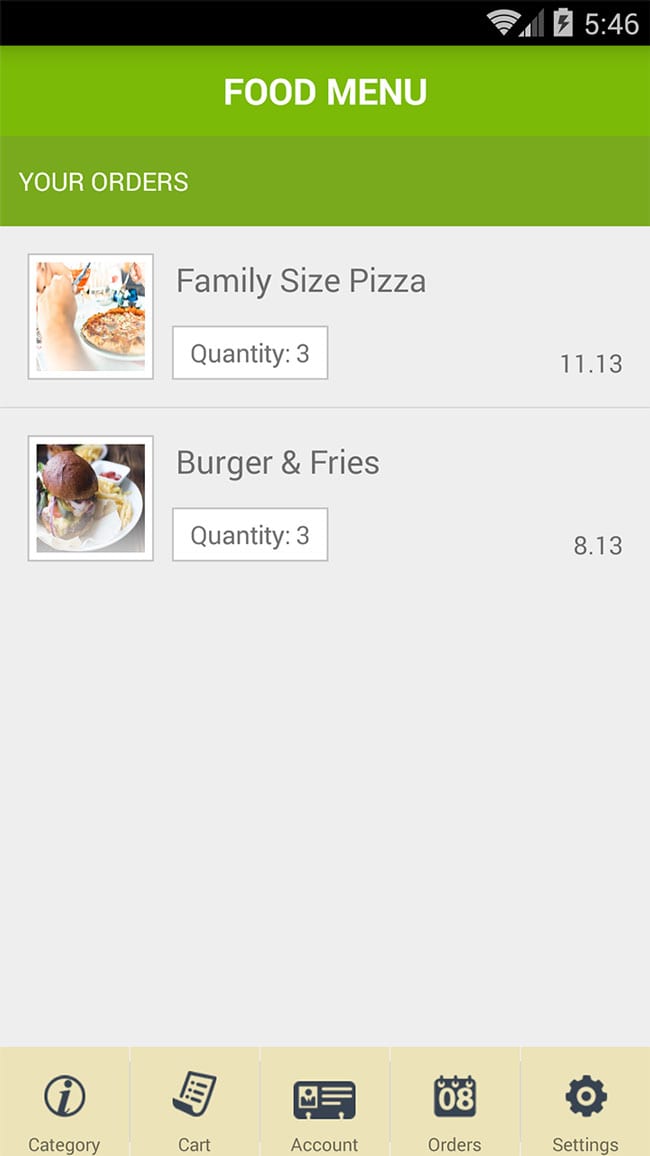 5:46
FOOD MENU
YOUR ORDERS
Family Size Pizza
Quantity: 3
11.13
Burger & Fries
Quantity: 3
8.13
08
Category Cart Account Orders Settings